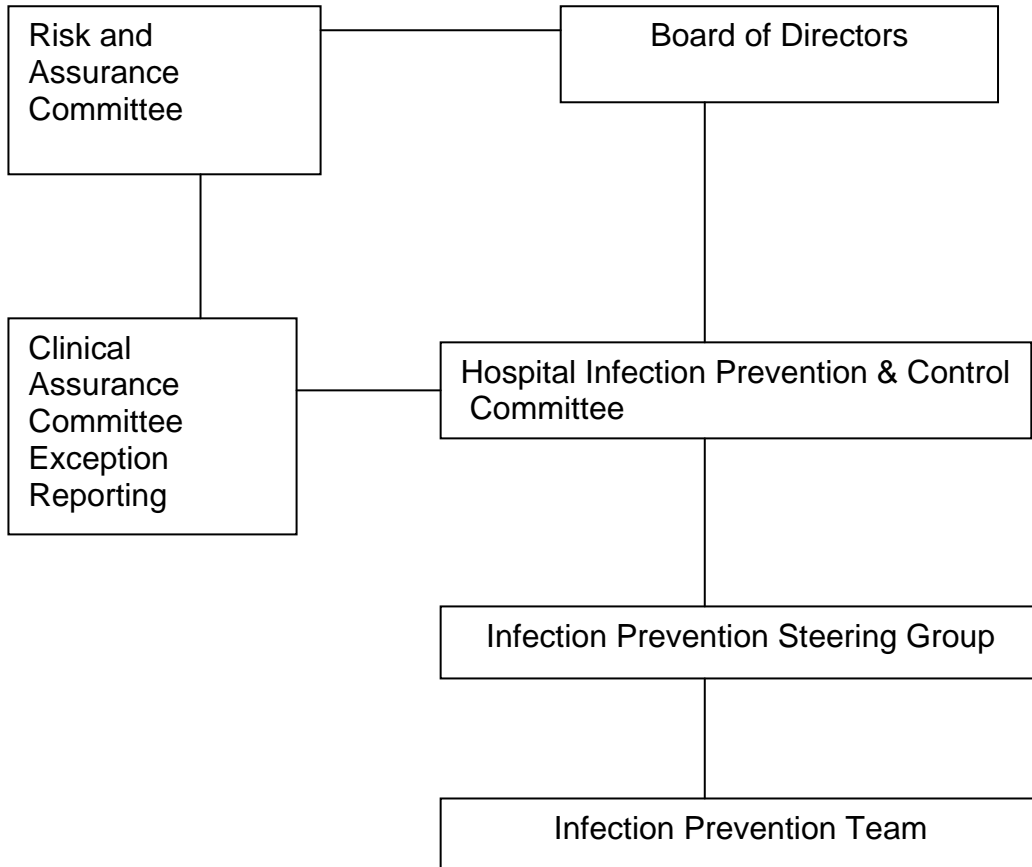 Risk and
Assurance
Committee
Board of Directors
Clinical
Assurance
Committee
Exception
Reporting
Hospital Infection Prevention & Control
Committee
Infection Prevention Steering Group
Infection Prevention Team